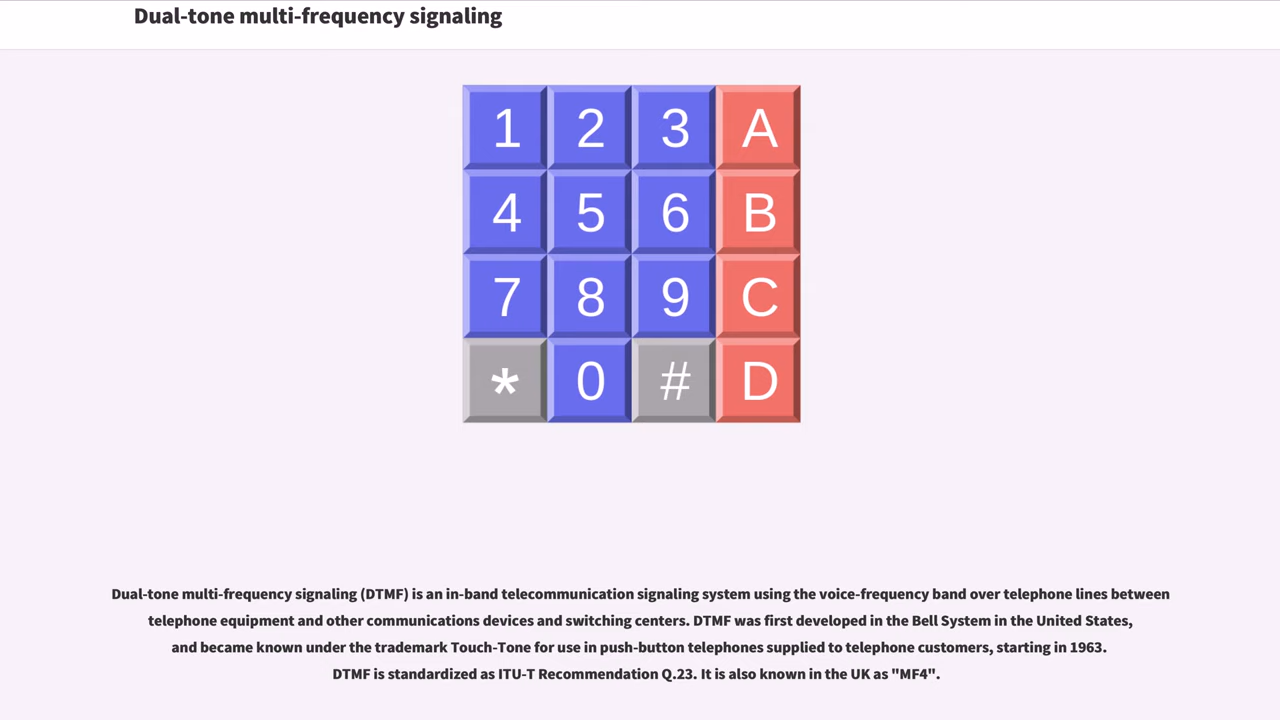 Dual-tone multi-frequency signaling
1 2 3 A
4 5 6 B
7 8 9 C
* 0 # D
Dual-tone multi-frequency signaling (DTMF) is an in-band telecommunication signaling system using the voice-frequency band over telephone lines between
telephone equipment and other communications devices and switching centers. DTMF was first developed in the Bell System in the United States,
and became known under the trademark Touch-Tone for use in push-button telephones supplied to telephone customers, starting in 1963.
DTMF is standardized as ITU-T Recommendation Q.23. It is also known in the UK as "MF4".